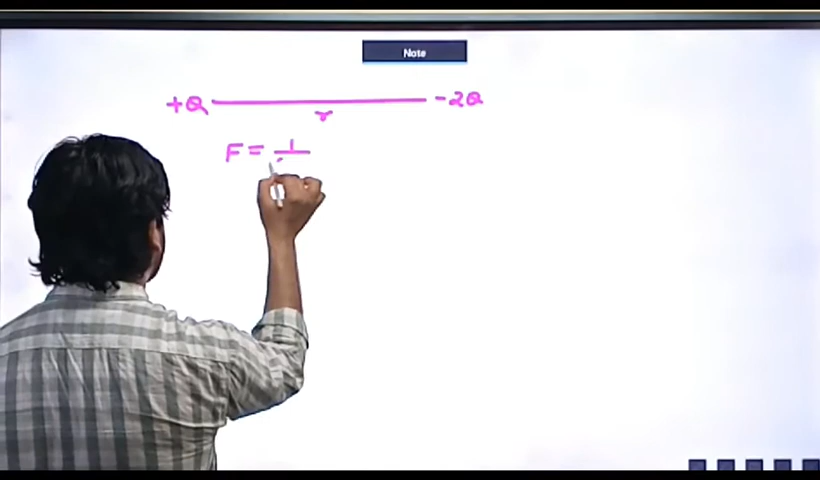 Note
+Q -2Q
r
F = 1